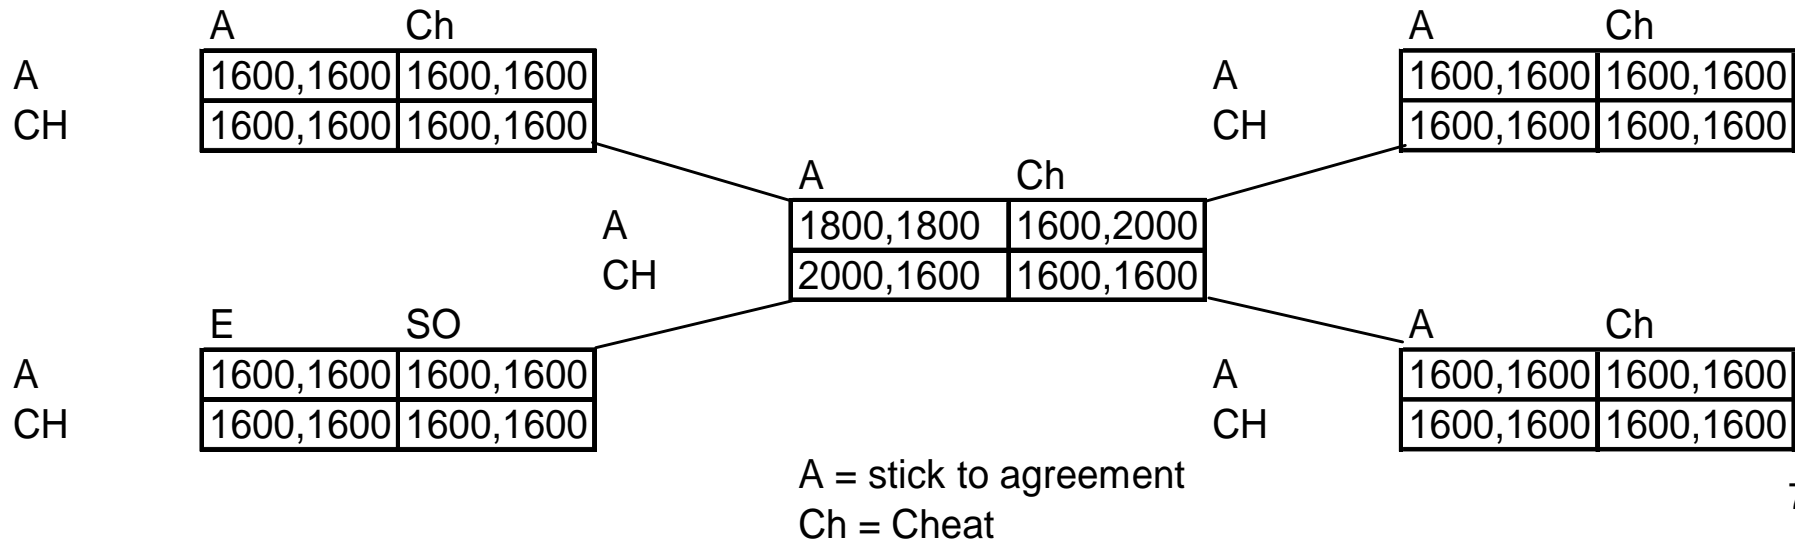 A Ch A Ch
A 1600,1600 1600,1600 A 1600,1600 1600,1600
CH 1600,1600 1600,1600 CH 1600,1600 1600,1600
A Ch
A 1800,1800 1600,2000
CH 2000,1600 1600,1600
E SO A Ch
A 1600,1600 1600,1600 A 1600,1600 1600,1600
CH 1600,1600 1600,1600 CH 1600,1600 1600,1600
A = stick to agreement
Ch = Cheat